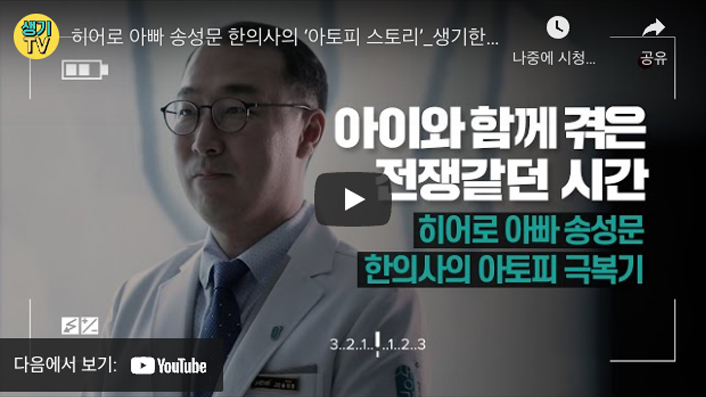 생기
TV
히어로 아빠 송성문 한의사의 ‘아토피 스토리’_생기한...
나중에 시청...
공유
아이와 함께 겪은
전쟁같던 시간
히어로 아빠 송성문
한의사의 아토피 극복기
3..2..1..!..1..2..3
다음에서 보기: YouTube